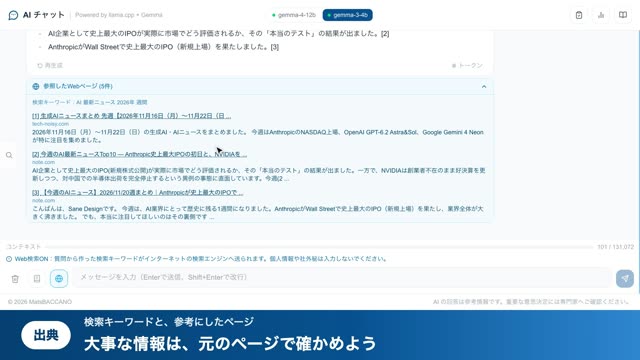 AI チャット
Powered by llama.cpp + Gemma
gemma-4-12b
gemma-3-4b
AI企業として史上最大のIPOが実際に市場でどう評価されるか、その「本当のテスト」の結果が出ました。[2]
AnthropicがWall Streetで史上最大のIPO（新規上場）を果たしました。[3]
再生成
トークン
参照したWebページ (5件)
検索キーワード：AI 最新ニュース 2026年 週間
[1] 生成AIニュースまとめ 先週【2026年11月16日（月）〜11月22日（日 ...
tech-noisy.com
2026年11月16日（月）〜11月22日（日）の生成AI・AIニュースをまとめました。 今週はAnthropicのNASDAQ上場、OpenAI GPT-6.2 Astra&Sol、Google Gemini 4 Neonが特に注目を集めました。
[2] 今週のAI最新ニュースTop10 — Anthropic史上最大IPOの初日と、NVIDIAを ...
note.com
AI企業として史上最大のIPO(新規株式公開)が実際に市場でどう評価されるか、その「本当のテスト」の結果が出ました。一方で、NVIDIAは創業者不在のまま好決算を更新しつつ、対中国での半導体出荷を完全停止するという異例の事態に直面しています。今週(2 ...
[3] 【今週のAIニュース】2026/11/20週まとめ｜Anthropicが史上最大のIPOで ...
note.com
こんばんは、Sane Designです。 今週は、AI業界にとって歴史に残る1週間になりました。AnthropicがWall Streetで史上最大のIPO（新規上場）を果たし、業界全体が大きく沸きました。 でも、本当に注目してほしいのはその裏側です ...
コンテキスト
101 / 131,072
Web検索ON：質問から作った検索キーワードがインターネットの検索エンジンへ送られます。個人情報や社外秘は入力しないでください。
メッセージを入力（Enterで送信、Shift+Enterで改行）
© 2026 MatsBACCANO
AI の回答は参考情報です。重要な意思決定には専門家へご確認ください。
出典
検索キーワードと、参考にしたページ
大事な情報は、元のページで確かめよう